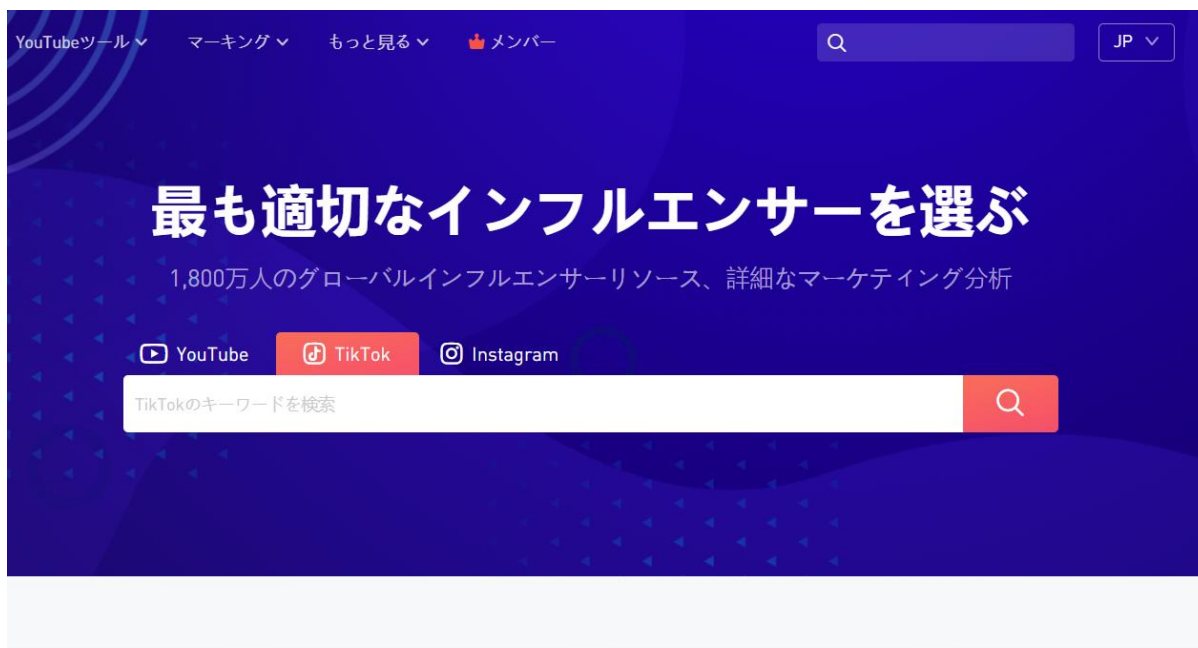 YouTubeツール マーキング もっと見る メンバー JP
最も適切なインフルエンサーを選ぶ
1,800万人のグローバルインフルエンサーリソース、詳細なマーケティング分析
YouTube TikTok Instagram
TikTokのキーワードを検索